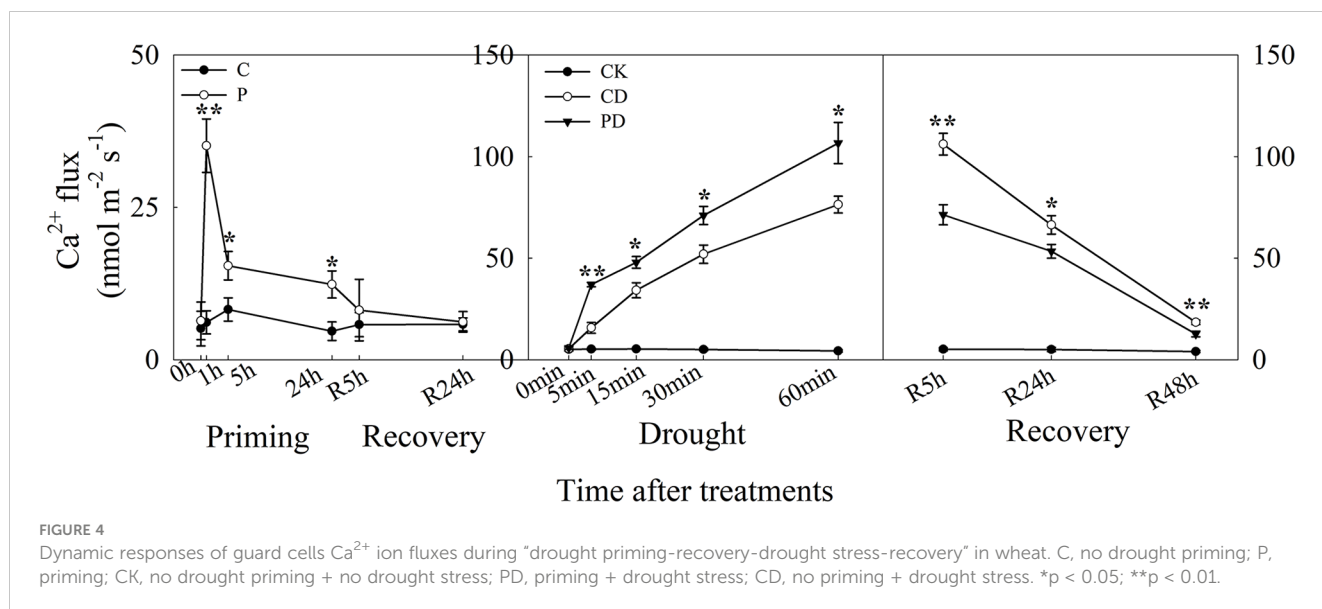 50
25
0
Ca²⁺ flux
(nmol m⁻² s⁻¹)
C
P
**
*
*
0h
1h
5h
24h
R5h
R24h
Priming
Recovery
150
100
50
0
CK
CD
PD
**
*
*
*
0min
5min
15min
30min
60min
Drought
**
*
**
150
100
50
0
R5h
R24h
R48h
Recovery
Time after treatments
FIGURE 4
Dynamic responses of guard cells Ca²⁺ ion fluxes during “drought priming-recovery-drought stress-recovery” in wheat. C, no drought priming; P,
priming; CK, no drought priming + no drought stress; PD, priming + drought stress; CD, no priming + drought stress. *p < 0.05; **p < 0.01.